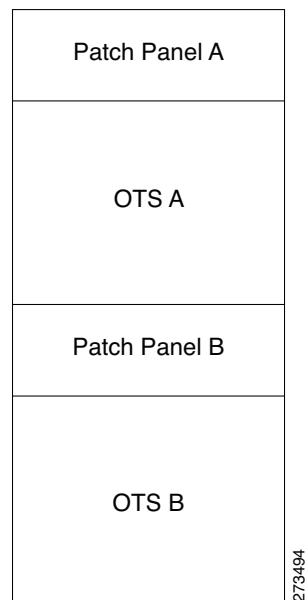 Patch Panel A
OTS A
Patch Panel B
OTS B
273494